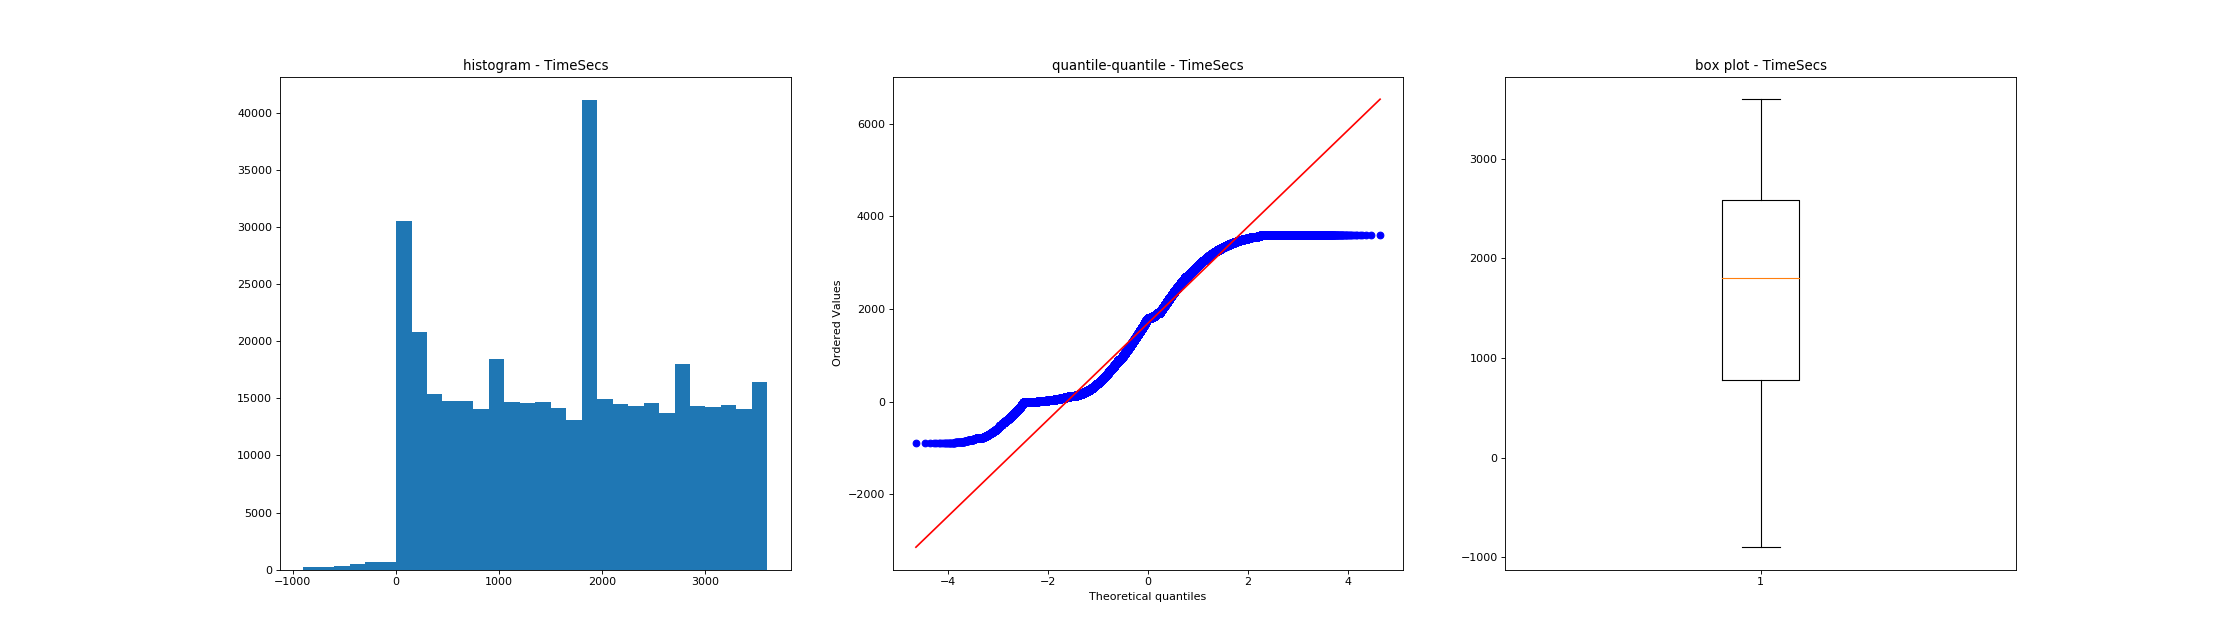 histogram - TimeSecs
40000
35000
30000
25000
20000
15000
10000
5000
0
−1000 0 1000 2000 3000
quantile-quantile - TimeSecs
Ordered Values
6000
4000
2000
0
−2000
−4 −2 0 2 4
Theoretical quantiles
box plot - TimeSecs
3000
2000
1000
0
−1000
1